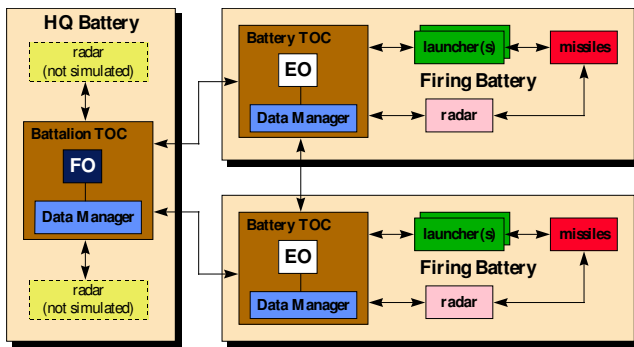 HQ Battery
radar
(not simulated)
Battalion TOC
FO
Data Manager
radar
(not simulated)
Battery TOC
EO
Data Manager
launcher(s)
missiles
Firing Battery
radar
Battery TOC
EO
Data Manager
launcher(s)
missiles
Firing Battery
radar